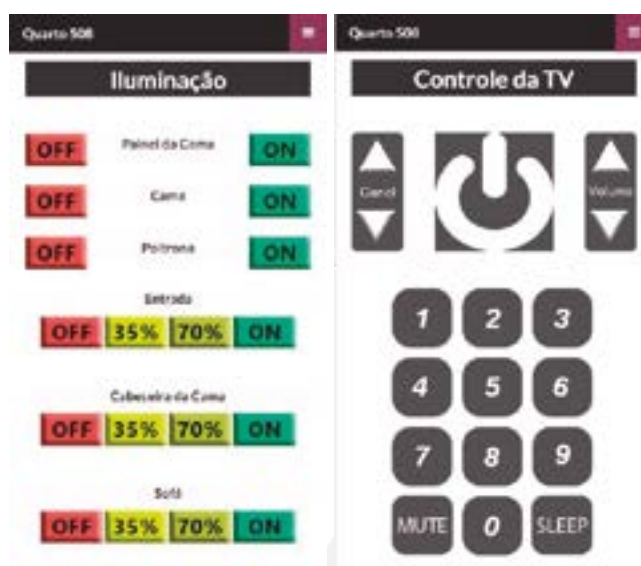 Quarto 508
Iluminação
OFF Painel da Cama ON
OFF Cama ON
OFF Poltrona ON
Entrada
OFF 35% 70% ON
Cabeceira da Cama
OFF 35% 70% ON
Sofá
OFF 35% 70% ON
Quarto 508
Controle da TV
Canal
Volume
1 2 3
4 5 6
7 8 9
MUTE 0 SLEEP